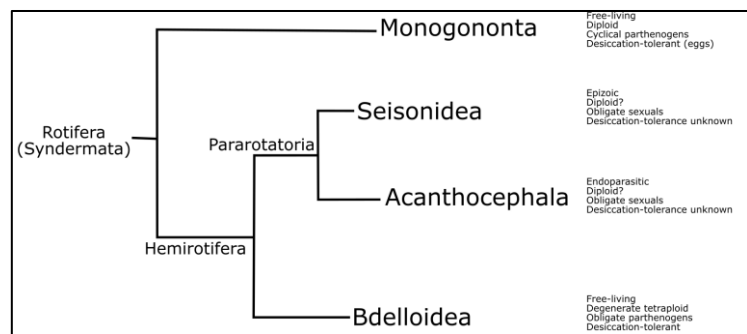 Monogononta
Free-living
Diploid
Cyclical parthenogens
Desiccation-tolerant (eggs)
Seisonidea
Epizoic
Diploid?
Obligate sexuals
Desiccation-tolerance unknown
Rotifera
(Syndermata)
Pararotatoria
Acanthocephala
Endoparasitic
Diploid?
Obligate sexuals
Desiccation-tolerance unknown
Hemirotifera
Bdelloidea
Free-living
Degenerate tetraploid
Obligate parthenogens
Desiccation-tolerant